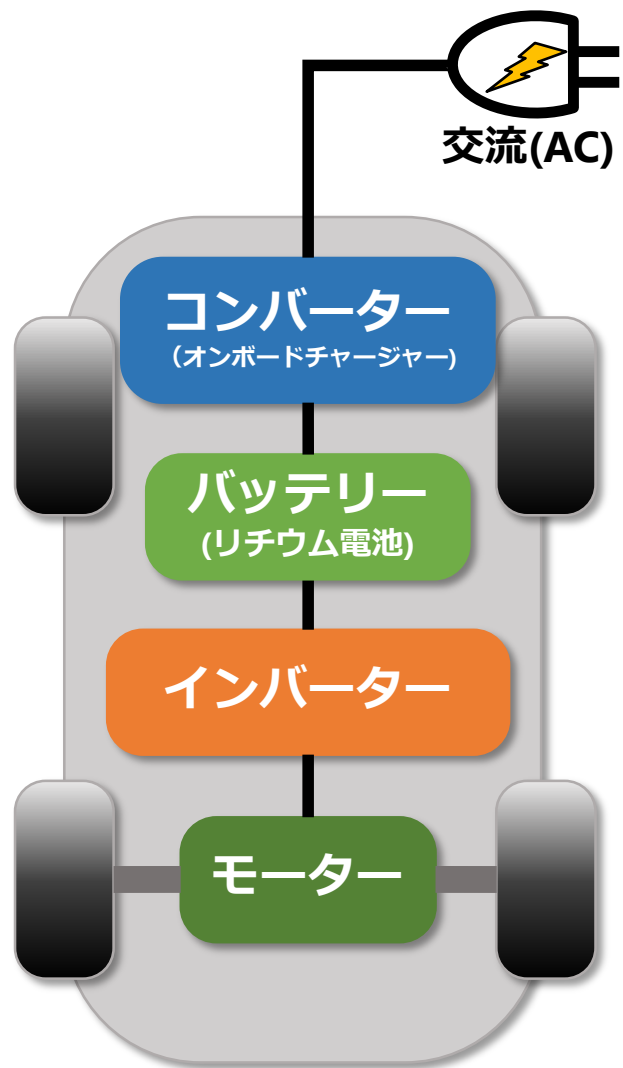 交流(AC)
コンバーター
（オンボードチャージャー)
バッテリー
(リチウム電池)
インバーター
モーター